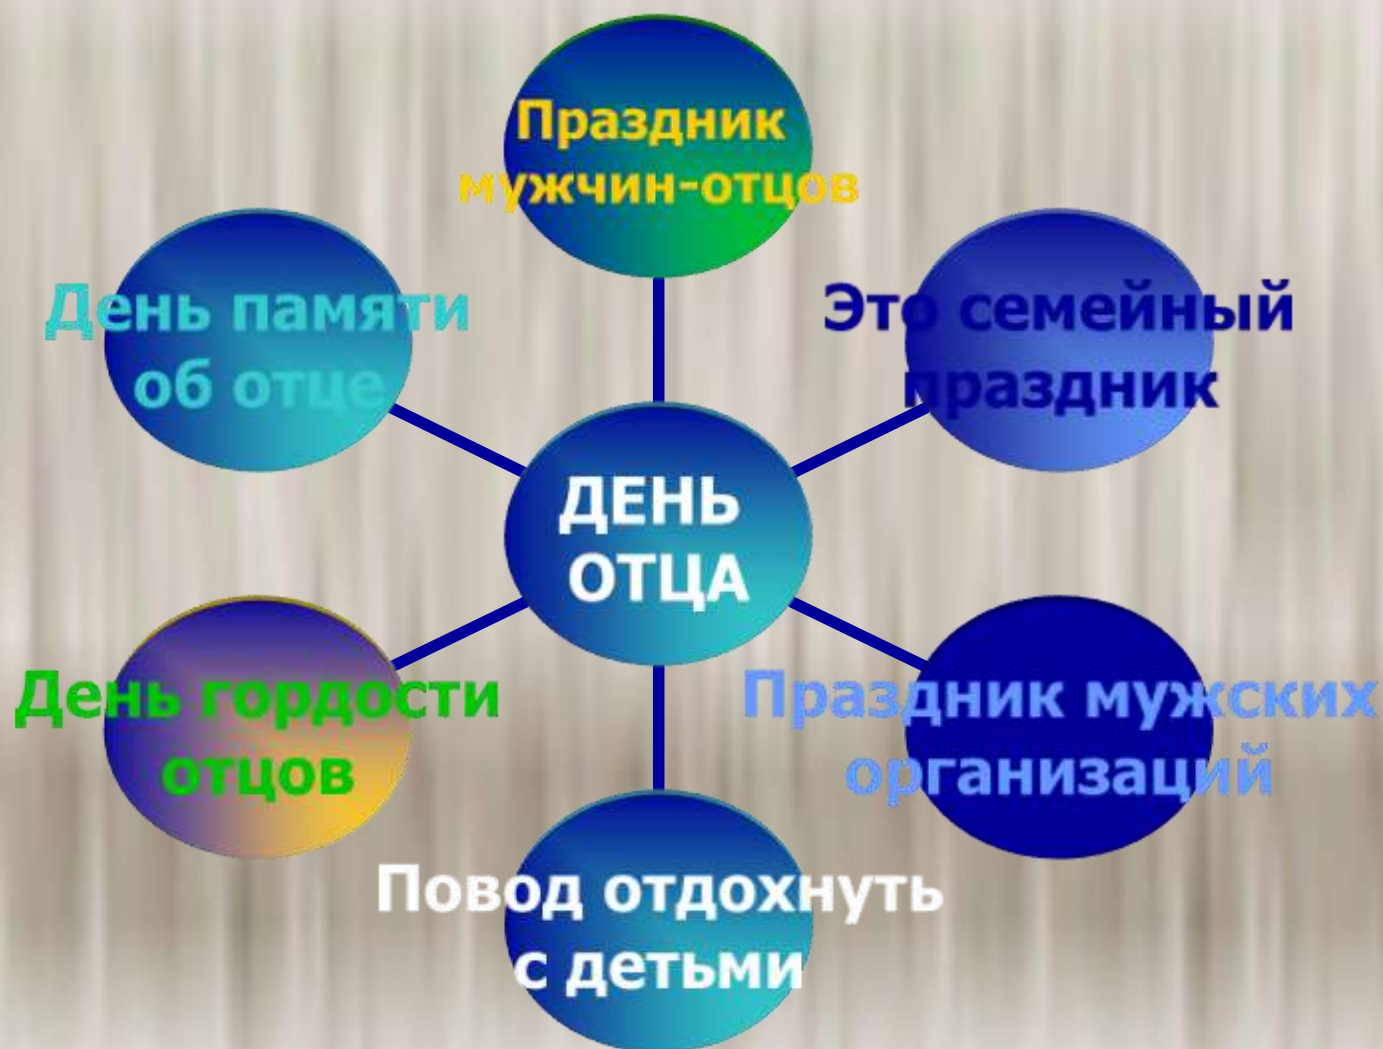 Праздник
мужчин-отцов
День памяти
об отце
Это семейный
праздник
ДЕНЬ
ОТЦА
День гордости
отцов
Праздник мужских
организаций
Повод отдохнуть
с детьми